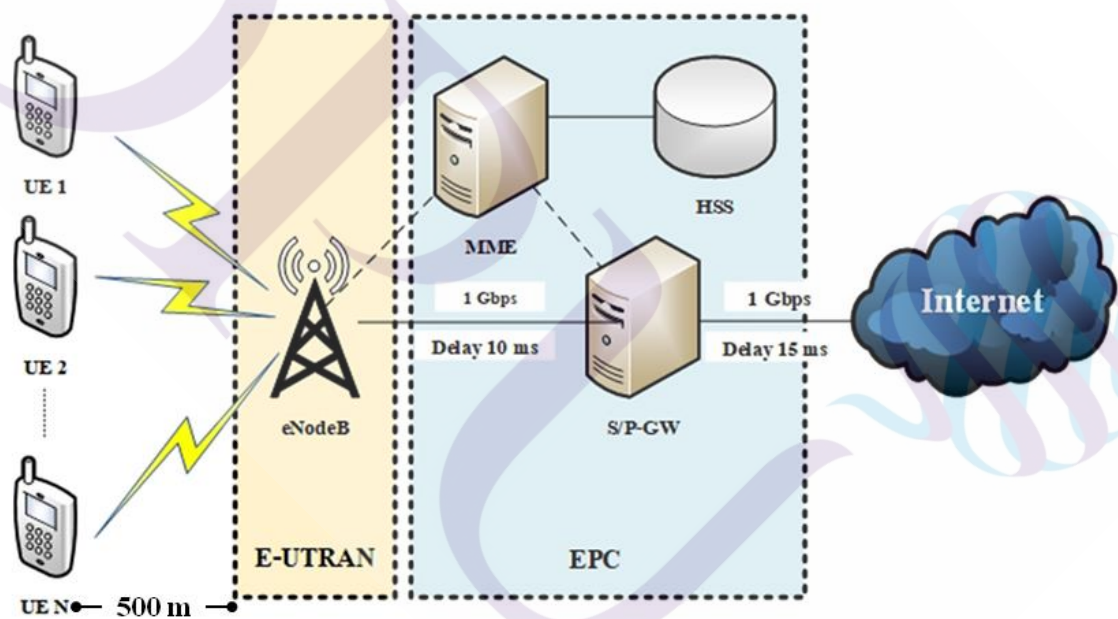 UE 1
UE 2
UE N
500 m
eNodeB
E-UTRAN
MME
HSS
1 Gbps
Delay 10 ms
S/P-GW
1 Gbps
Delay 15 ms
EPC
Internet